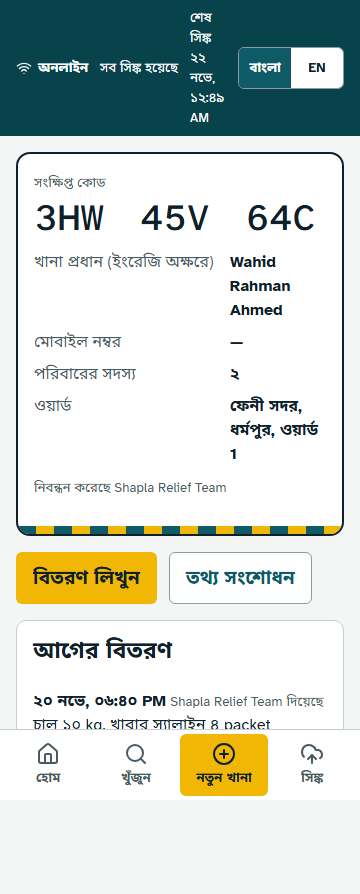 অনলাইন সব সিঙ্ক হয়েছে
শেষ
সিঙ্ক
২২
নভে,
১২:৪৯
AM
বাংলা EN
সংক্ষিপ্ত কোড
3HW 45V 64C
খানা প্রধান (ইংরেজি অক্ষরে) Wahid
Rahman
Ahmed
মোবাইল নম্বর —
পরিবারের সদস্য ২
ওয়ার্ড ফেনী সদর,
ধর্মপুর, ওয়ার্ড
1
নিবন্ধন করেছে Shapla Relief Team
বিতরণ লিখুন তথ্য সংশোধন
আগের বিতরণ
২০ নভে, ০৬:৪০ PM Shapla Relief Team দিয়েছে
চাল ১০ kg, খাবার স্যালাইন 8 packet
হোম খুঁজুন নতুন খানা সিঙ্ক